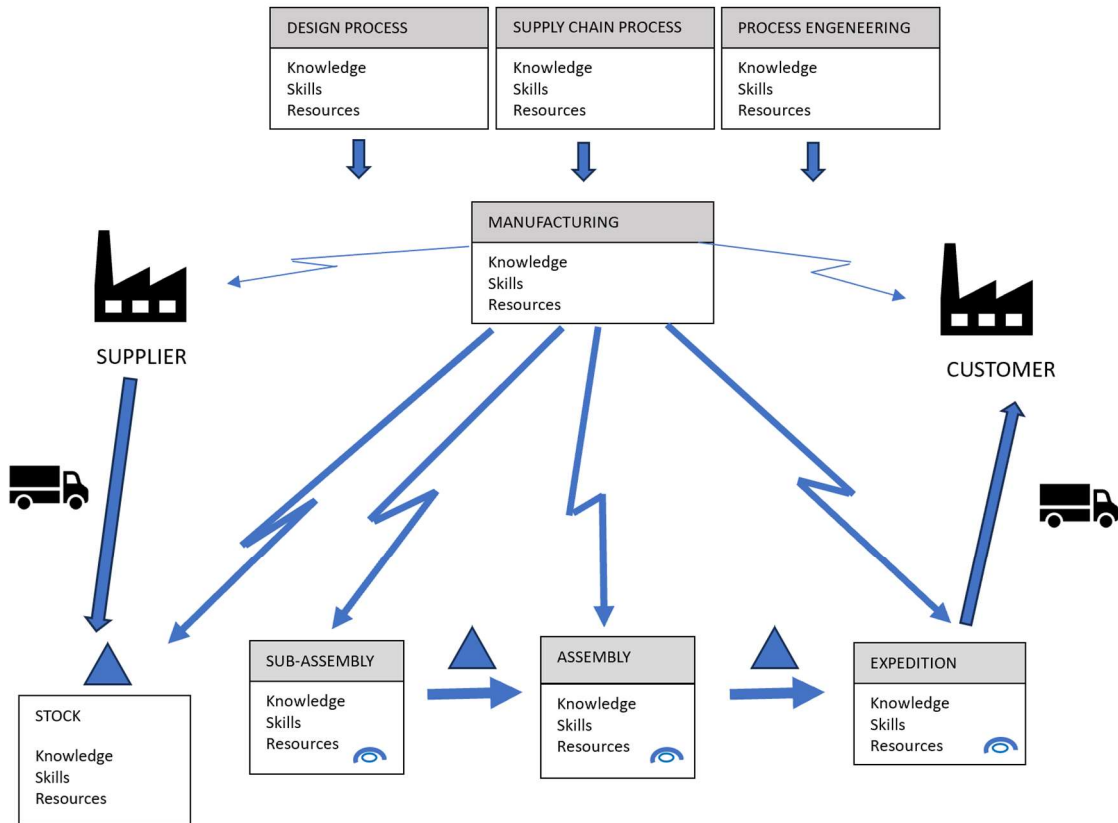 DESIGN PROCESS
Knowledge
Skills
Resources
SUPPLY CHAIN PROCESS
Knowledge
Skills
Resources
PROCESS ENGENEERING
Knowledge
Skills
Resources
MANUFACTURING
Knowledge
Skills
Resources
SUPPLIER
CUSTOMER
STOCK
Knowledge
Skills
Resources
SUB-ASSEMBLY
Knowledge
Skills
Resources
ASSEMBLY
Knowledge
Skills
Resources
EXPEDITION
Knowledge
Skills
Resources